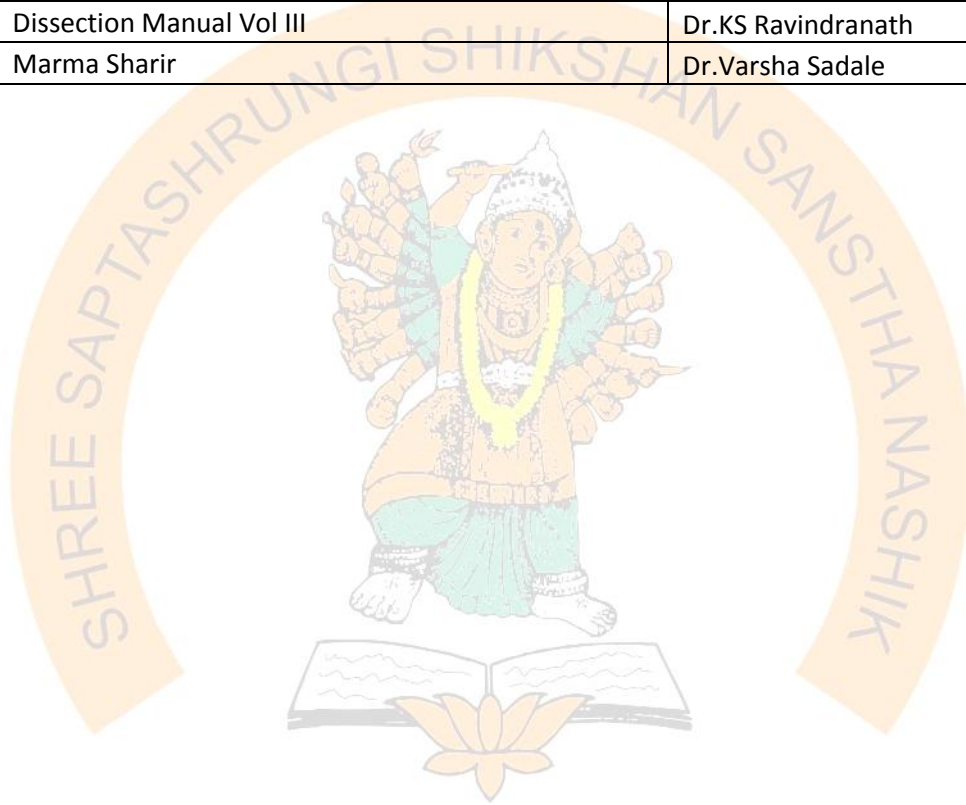 Dissection Manual Vol III Dr.KS Ravindranath
Marma Sharir Dr.Varsha Sadale
SHREE SAPTASHRUNGI SHIKSHAN SANSTHA NASHIK